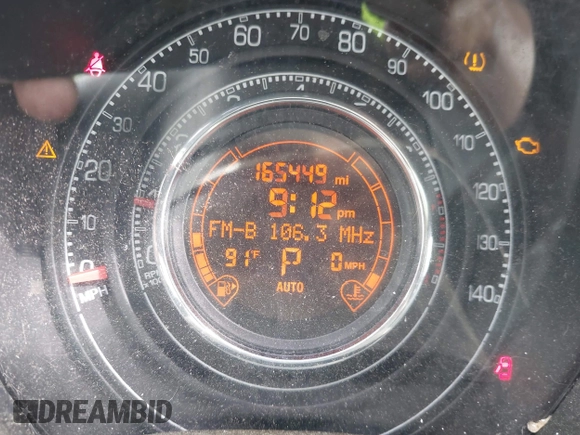 0 10 20 30 40 50 60 70 80 90 100 110 120 130 140
MPH
165449 mi
9:12 pm
FM-B 106.3 MHz
91°F P 0 MPH
AUTO
DREAMBID